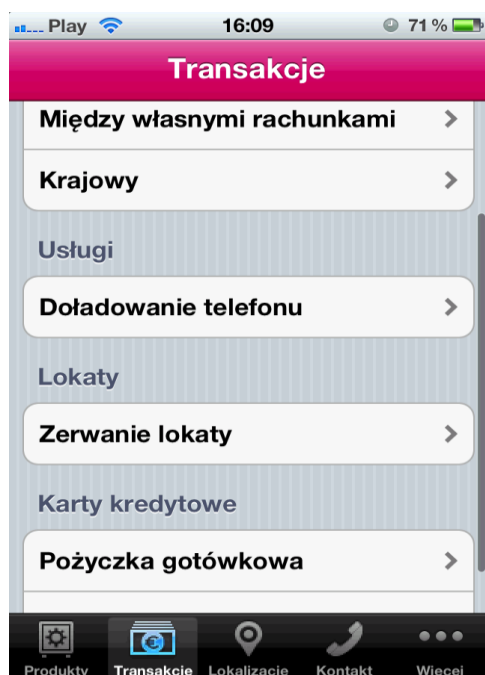 Play 16:09 71 %
Transakcje
Między własnymi rachunkami
Krajowy
Usługi
Doładowanie telefonu
Lokaty
Zerwanie lokaty
Karty kredytowe
Pożyczka gotówkowa
Produkty Transakcje Lokalizacje Kontakt Więcej